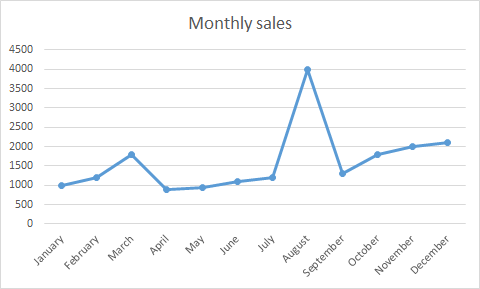 Monthly sales
4500
4000
3500
3000
2500
2000
1500
1000
500
0
January
February
March
April
May
June
July
August
September
October
November
December